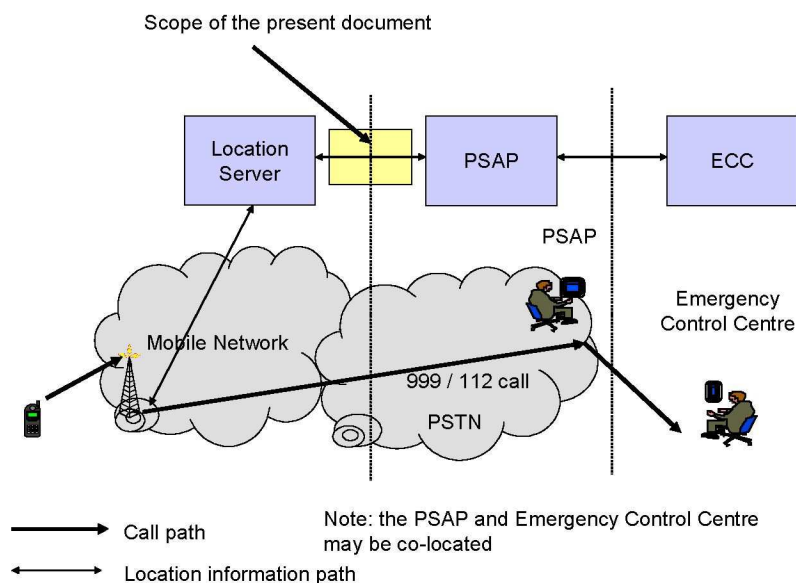 Scope of the present document
Location
Server
PSAP
ECC
PSAP
Emergency
Control Centre
Mobile Network
999 / 112 call
PSTN
Call path
Note: the PSAP and Emergency Control Centre
may be co-located
Location information path